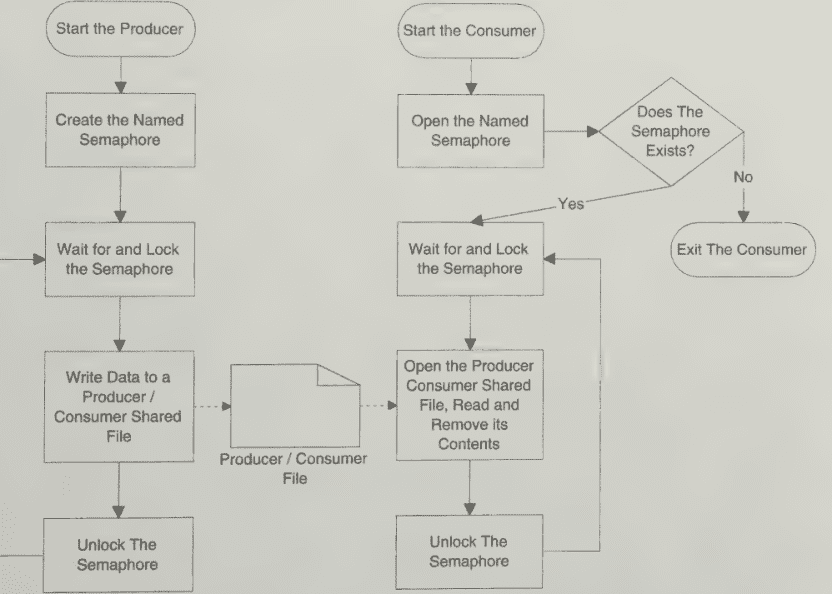 Start the Producer
Create the Named
Semaphore
Wait for and Lock
the Semaphore
Write Data to a
Producer /
Consumer Shared
File
Unlock The
Semaphore
Producer / Consumer
File
Start the Consumer
Open the Named
Semaphore
Does The
Semaphore
Exists?
Yes
No
Exit The Consumer
Wait for and Lock
the Semaphore
Open the Producer
Consumer Shared
File, Read and
Remove its
Contents
Unlock The
Semaphore